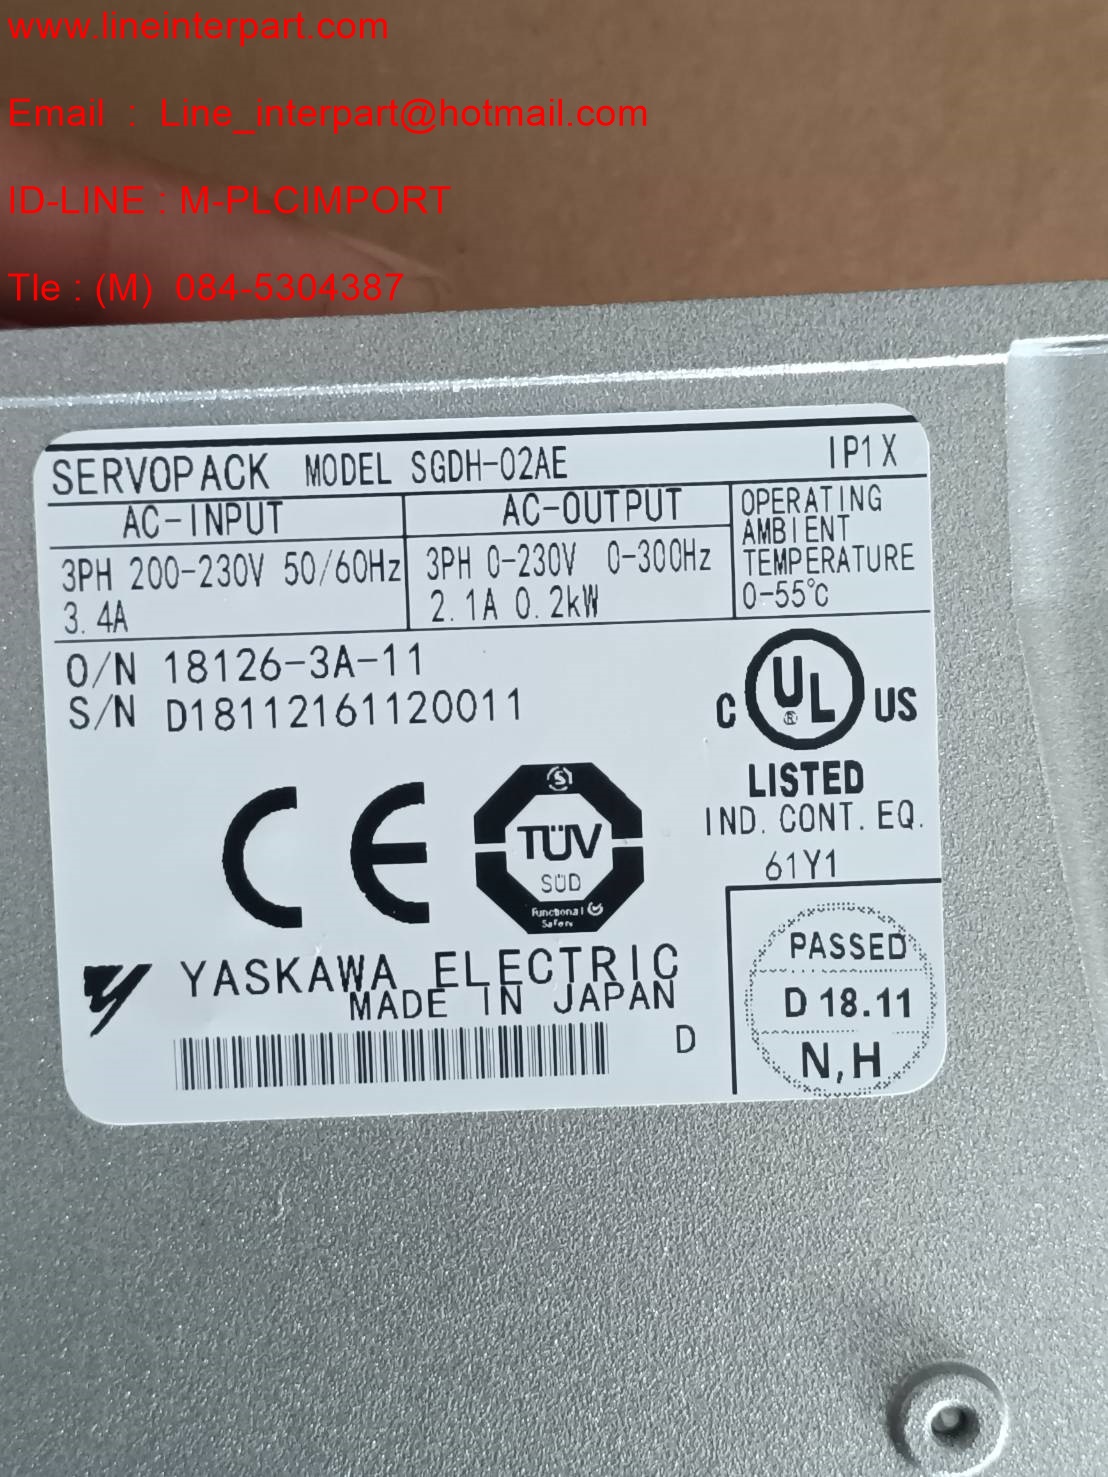 www.lineinterpart.com
Email : Line_interpart@hotmail.com
ID-LINE : M-PLCIMPORT
Tle : (M) 084-5304387
SERVOPACK MODEL SGDH-02AE IP1X
AC-INPUT
3PH 200-230V 50/60Hz
3.4A
AC-OUTPUT
3PH 0-230V 0-300Hz
2.1A 0.2kW
OPERATING
AMBIENT
TEMPERATURE
0-55℃
O/N 18126-3A-11
S/N D18112161120011
C UL ® US
LISTED
IND. CONT. EQ.
61Y1
CE
TÜV
SÜD
Functional
YASKAWA ELECTRIC
MADE IN JAPAN
D
PASSED
D 18.11
N,H